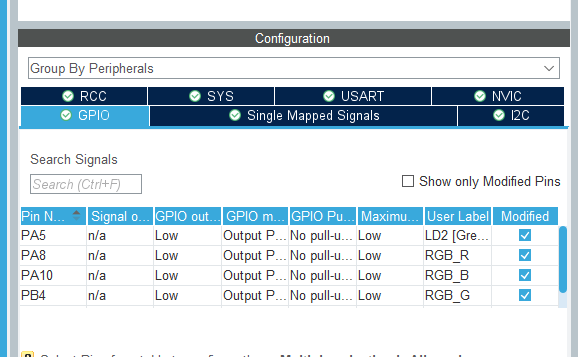 Configuration
Group By Peripherals
RCC SYS USART NVIC
GPIO Single Mapped Signals I2C
Search Signals
Search (Ctrl+F)
Show only Modified Pins
Pin N... Signal o... GPIO out... GPIO m... GPIO Pu... Maximu... User Label Modified
PA5 n/a Low Output P... No pull-u... Low LD2 [Gre...
PA8 n/a Low Output P... No pull-u... Low RGB_R
PA10 n/a Low Output P... No pull-u... Low RGB_B
PB4 n/a Low Output P... No pull-u... Low RGB_G